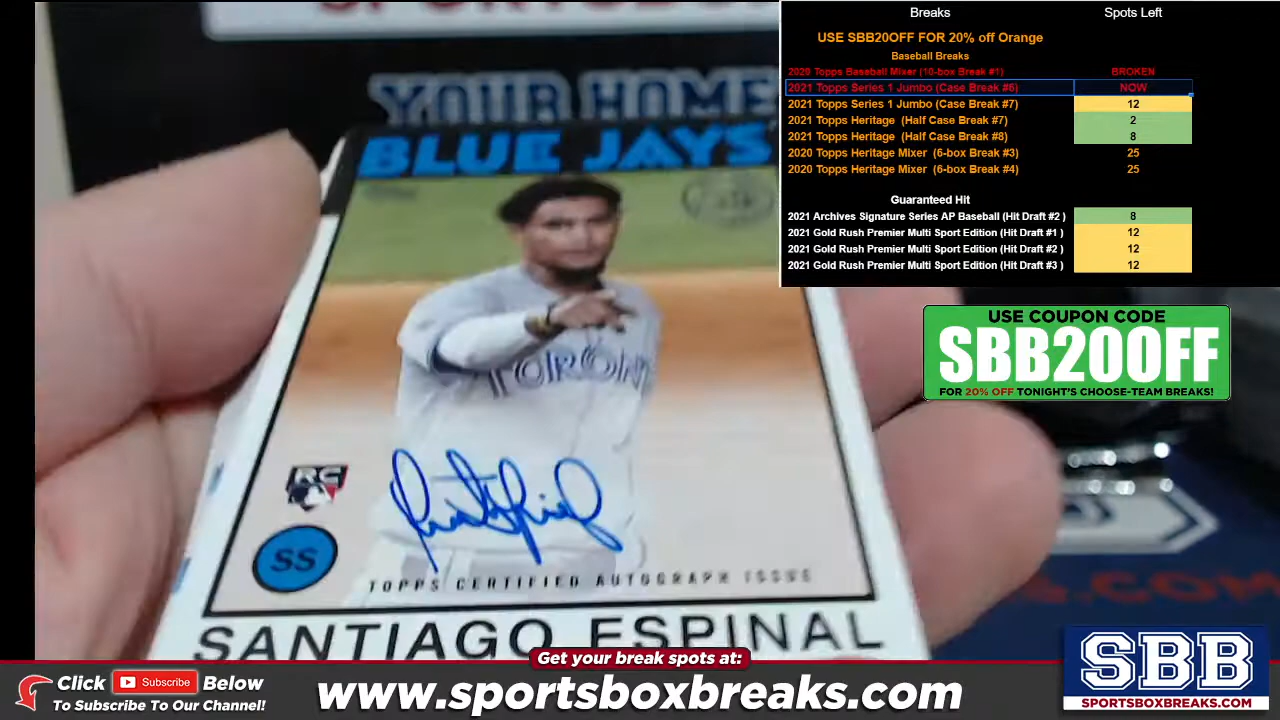 YOUR HOME
BLUE JAYS
RC
SS
TOPPS CERTIFIED AUTOGRAPH ISSUE
SANTIAGO ESPINAL
Breaks Spots Left
USE SBB20OFF FOR 20% off Orange
Baseball Breaks
2020 Topps Baseball Mixer (10-box Break #1) BROKEN
2021 Topps Series 1 Jumbo (Case Break #6) NOW
2021 Topps Series 1 Jumbo (Case Break #7) 12
2021 Topps Heritage (Half Case Break #7) 2
2021 Topps Heritage (Half Case Break #8) 8
2020 Topps Heritage Mixer (6-box Break #3) 25
2020 Topps Heritage Mixer (6-box Break #4) 25
Guaranteed Hit
2021 Archives Signature Series AP Baseball (Hit Draft #2 ) 8
2021 Gold Rush Premier Multi Sport Edition (Hit Draft #1 ) 12
2021 Gold Rush Premier Multi Sport Edition (Hit Draft #2 ) 12
2021 Gold Rush Premier Multi Sport Edition (Hit Draft #3 ) 12
USE COUPON CODE
SBB20OFF
FOR 20% OFF TONIGHT'S CHOOSE-TEAM BREAKS!
Get your break spots at:
Click Subscribe Below
To Subscribe To Our Channel!
www.sportsboxbreaks.com
SBB
SPORTSBOXBREAKS.COM